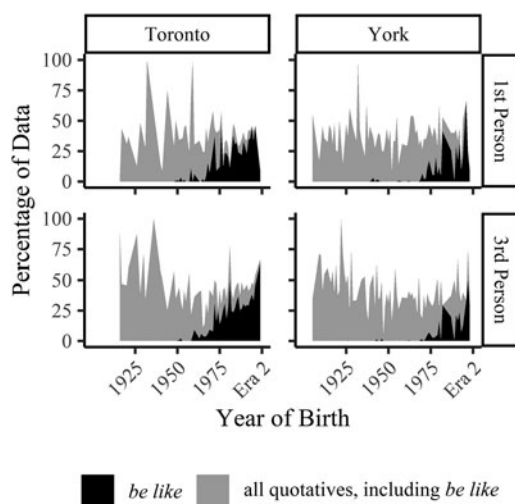 Toronto
York
Percentage of Data
100
75
50
25
0
1st Person
100
75
50
25
0
3rd Person
1925
1950
1975
Era 2
1925
1950
1975
Era 2
Year of Birth
be like
all quotatives, including be like